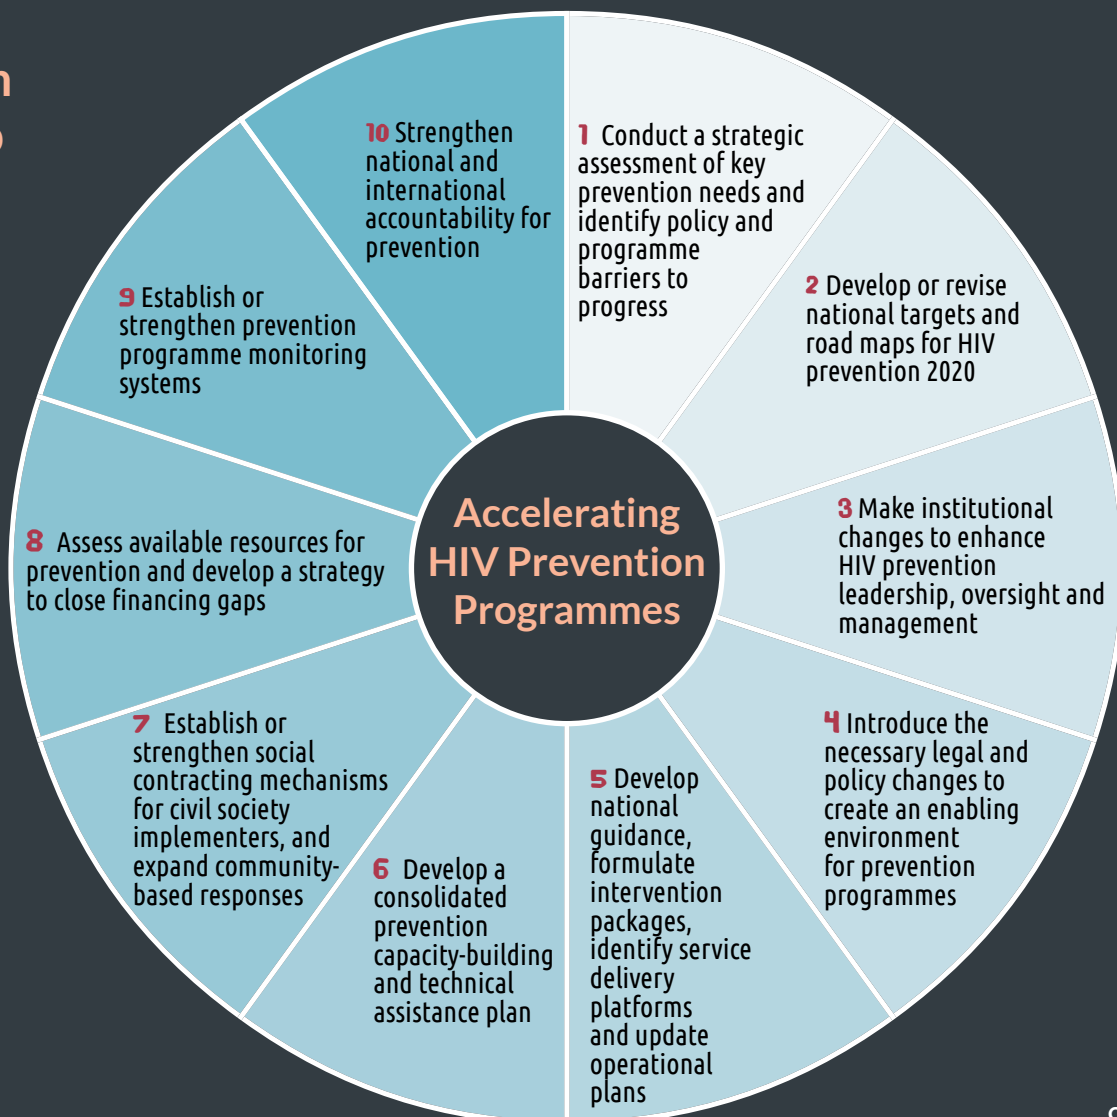 1 Conduct a strategic
assessment of key
prevention needs and
identify policy and
programme
barriers to
progress
2 Develop or revise
national targets and
road maps for HIV
prevention 2020
3 Make institutional
changes to enhance
HIV prevention
leadership, oversight and
management
4 Introduce the
necessary legal and
policy changes to
create an enabling
environment
for prevention
programmes
5 Develop
national
guidance,
formulate
intervention
packages,
identify service
delivery
platforms
and update
operational
plans
6 Develop a
consolidated
prevention
capacity-building
and technical
assistance plan
7 Establish or
strengthen social
contracting mechanisms
for civil society
implementers, and
expand community-
based responses
8 Assess available resources for
prevention and develop a strategy
to close financing gaps
9 Establish or
strengthen prevention
programme monitoring
systems
10 Strengthen
national and
international
accountability for
prevention
Accelerating
HIV Prevention
Programmes